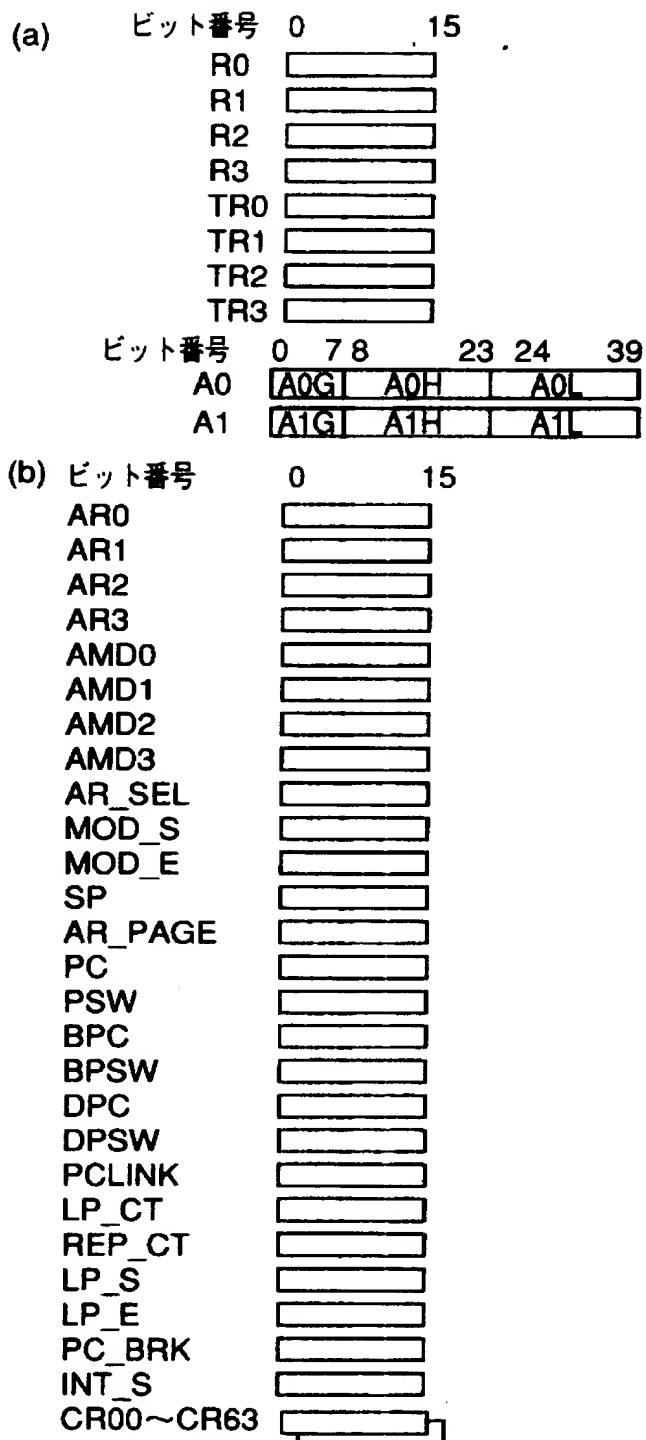 (a) ビット番号 0 15
R0
R1
R2
R3
TR0
TR1
TR2
TR3
ビット番号 0 7 8 23 24 39
A0 A0G A0H A0L
A1 A1G A1H A1L
(b) ビット番号 0 15
AR0
AR1
AR2
AR3
AMD0
AMD1
AMD2
AMD3
AR_SEL
MOD_S
MOD_E
SP
AR_PAGE
PC
PSW
BPC
BPSW
DPC
DPSW
PCLINK
LP_CT
REP_CT
LP_S
LP_E
PC_BRK
INT_S
CR00~CR63